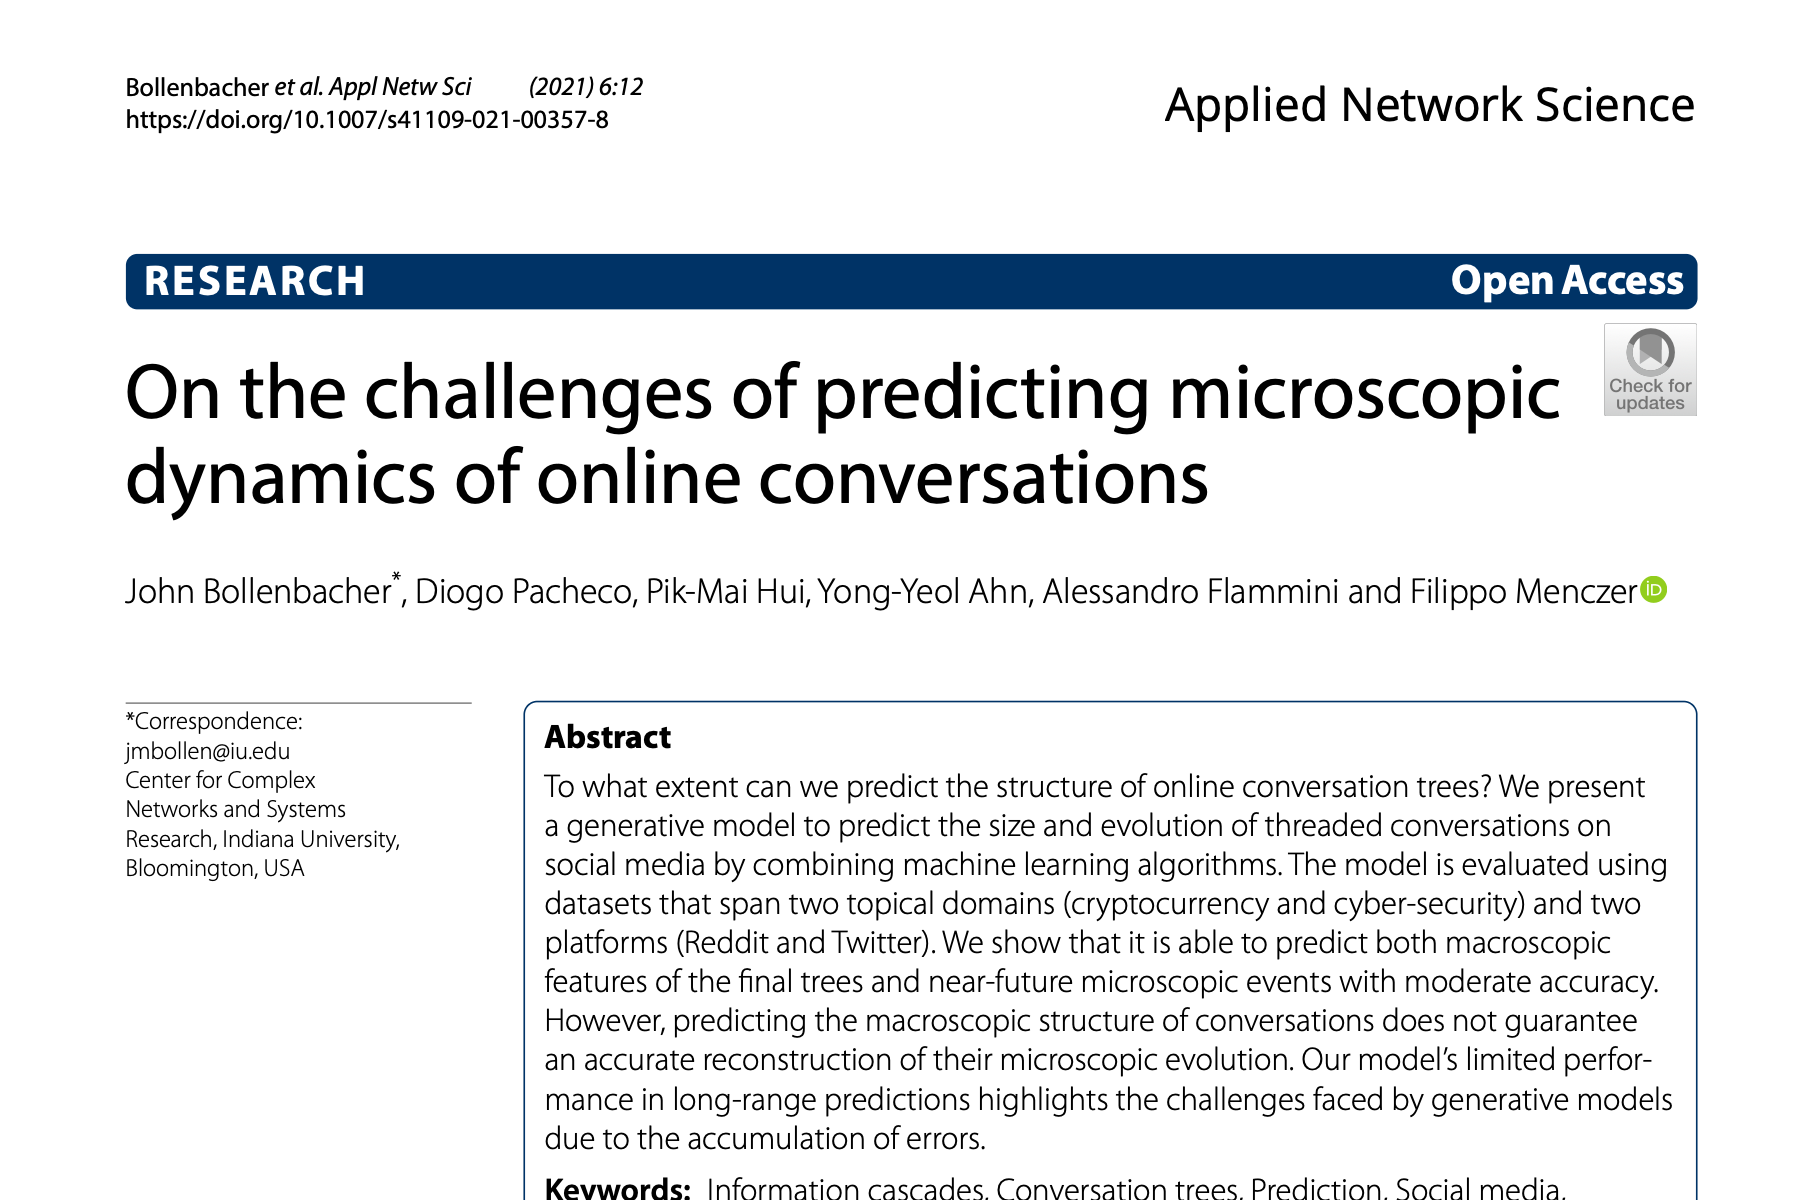 Bollenbacher et al. Appl Netw Sci (2021) 6:12
https://doi.org/10.1007/s41109-021-00357-8
Applied Network Science
RESEARCH Open Access
Check for
updates
On the challenges of predicting microscopic
dynamics of online conversations
John Bollenbacher*, Diogo Pacheco, Pik-Mai Hui, Yong-Yeol Ahn, Alessandro Flammini and Filippo Menczer iD
*Correspondence:
jmbollen@iu.edu
Center for Complex
Networks and Systems
Research, Indiana University,
Bloomington, USA
Abstract
To what extent can we predict the structure of online conversation trees? We present
a generative model to predict the size and evolution of threaded conversations on
social media by combining machine learning algorithms. The model is evaluated using
datasets that span two topical domains (cryptocurrency and cyber-security) and two
platforms (Reddit and Twitter). We show that it is able to predict both macroscopic
features of the final trees and near-future microscopic events with moderate accuracy.
However, predicting the macroscopic structure of conversations does not guarantee
an accurate reconstruction of their microscopic evolution. Our model's limited perfor-
mance in long-range predictions highlights the challenges faced by generative models
due to the accumulation of errors.
Keywords: Information cascades, Conversation trees, Prediction, Social media,